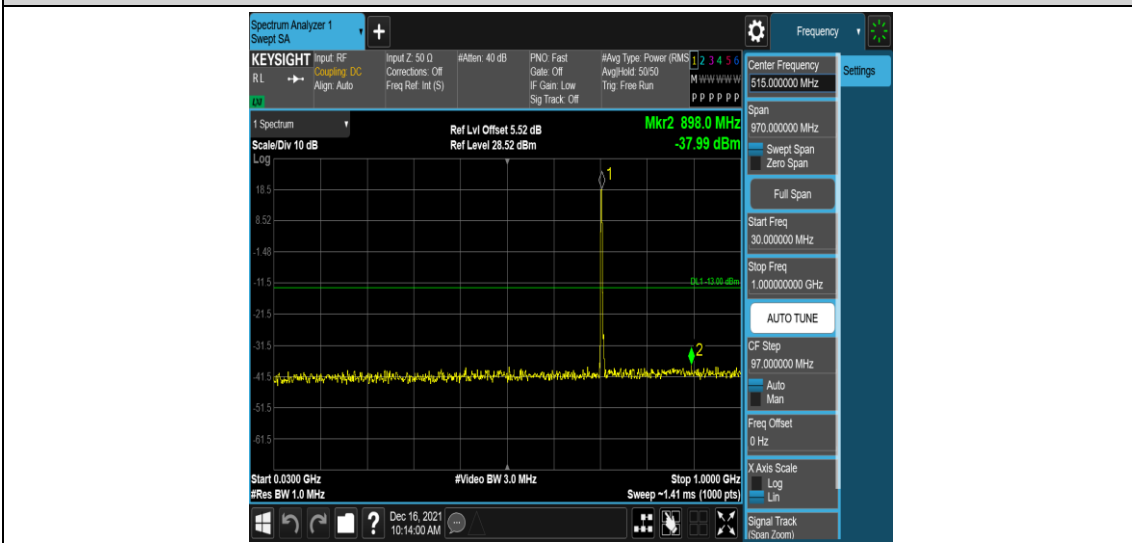 Spectrum Analyzer 1
Swept SA
+
Frequency
KEYSIGHT
RL
LXI
Input: RF
Coupling: DC
Align: Auto
Input Z: 50 Ω
Corrections: Off
Freq Ref: Int (S)
#Atten: 40 dB
PNO: Fast
Gate: Off
IF Gain: Low
Sig Track: Off
#Avg Type: Power (RMS
Avg|Hold: 50/50
Trig: Free Run
1 2 3 4 5 6
M W W W W W
P P P P P P
1 Spectrum
Scale/Div 10 dB
Log
Ref Lvl Offset 5.52 dB
Ref Level 28.52 dBm
Mkr2 898.0 MHz
-37.99 dBm
18.5
8.52
-1.48
-11.5
-21.5
-31.5
-41.5
-51.5
-61.5
1
DL1 -13.00 dBm
2
Start 0.0300 GHz
#Res BW 1.0 MHz
#Video BW 3.0 MHz
Stop 1.0000 GHz
Sweep ~1.41 ms (1000 pts)
Center Frequency
515.000000 MHz
Settings
Span
970.000000 MHz
Swept Span
Zero Span
Full Span
Start Freq
30.000000 MHz
Stop Freq
1.000000000 GHz
AUTO TUNE
CF Step
97.000000 MHz
Auto
Man
Freq Offset
0 Hz
X Axis Scale
Log
Lin
Signal Track
(Span Zoom)
?
Dec 16, 2021
10:14:00 AM